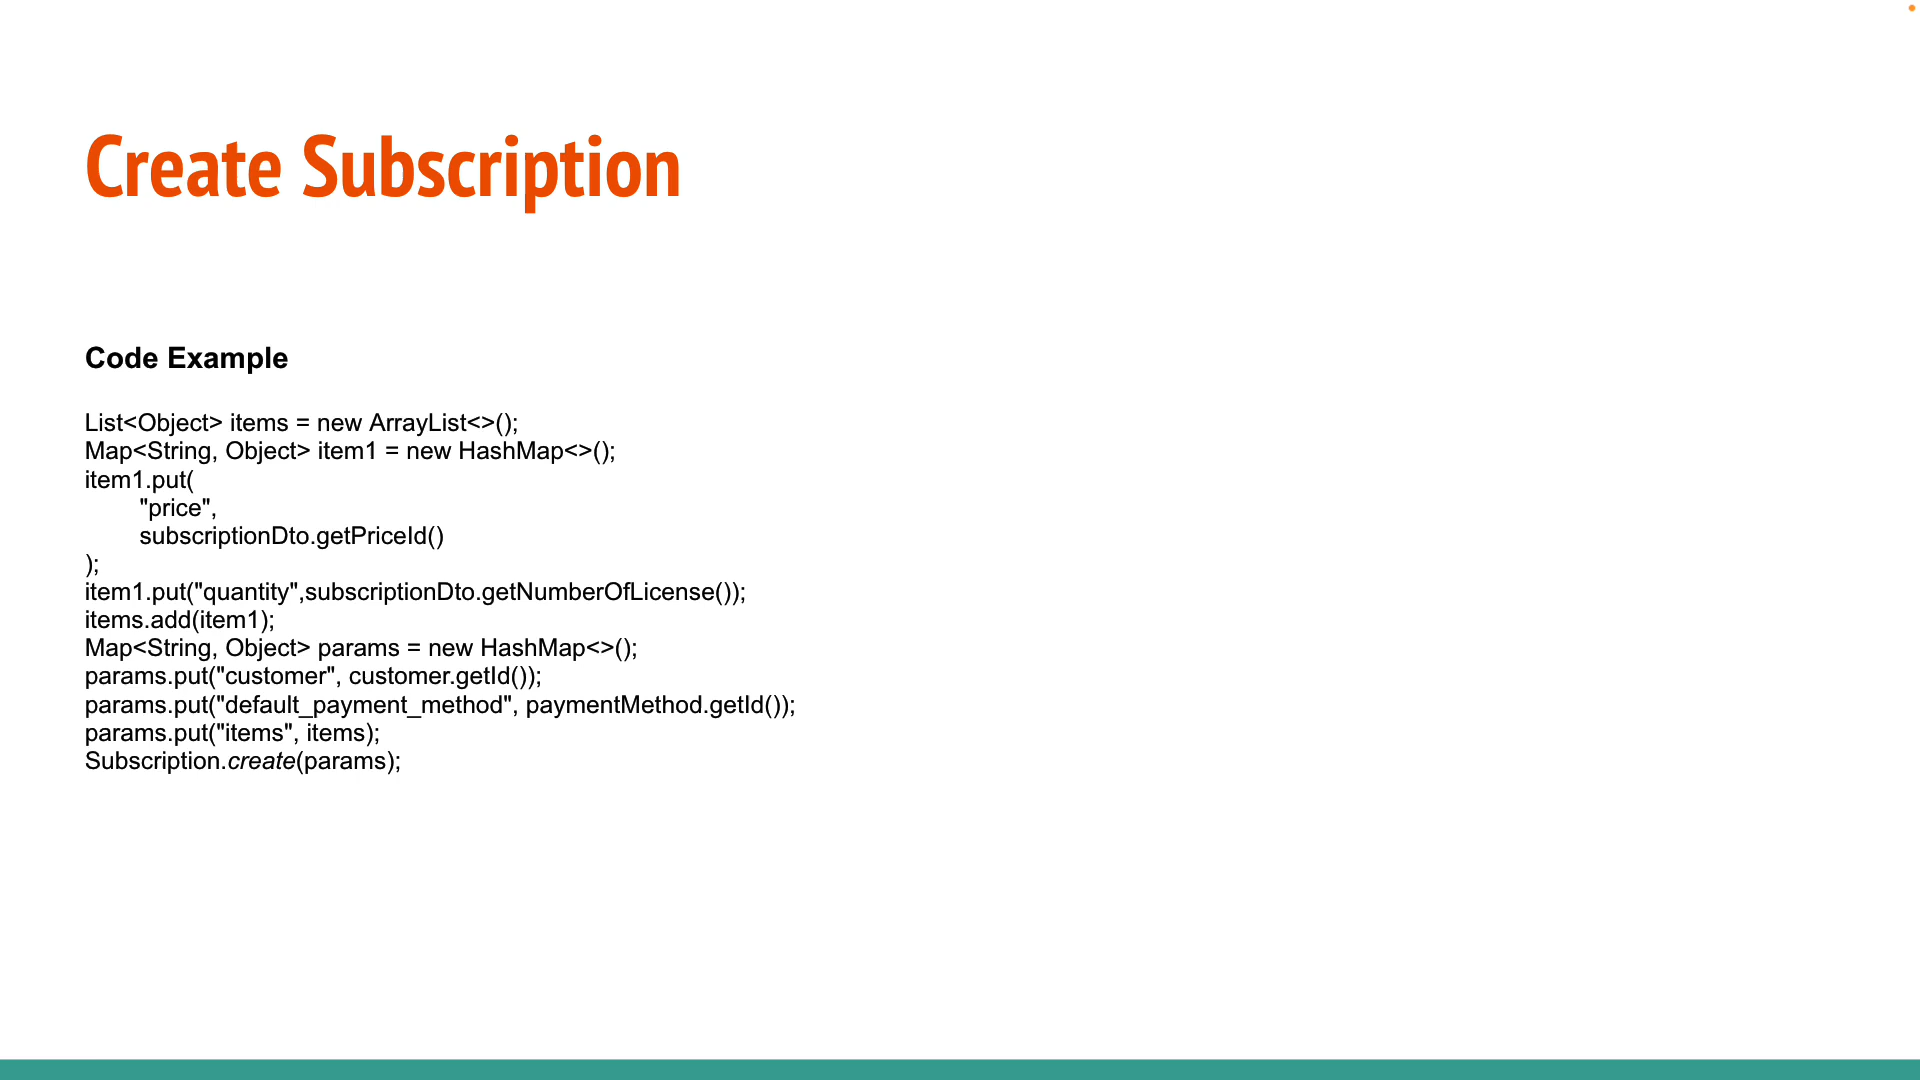 Create Subscription
Code Example
List<Object> items = new ArrayList<>();
Map<String, Object> item1 = new HashMap<>();
item1.put(
"price",
subscriptionDto.getPriceId()
);
item1.put("quantity",subscriptionDto.getNumberOfLicense());
items.add(item1);
Map<String, Object> params = new HashMap<>();
params.put("customer", customer.getId());
params.put("default_payment_method", paymentMethod.getId());
params.put("items", items);
Subscription.create(params);